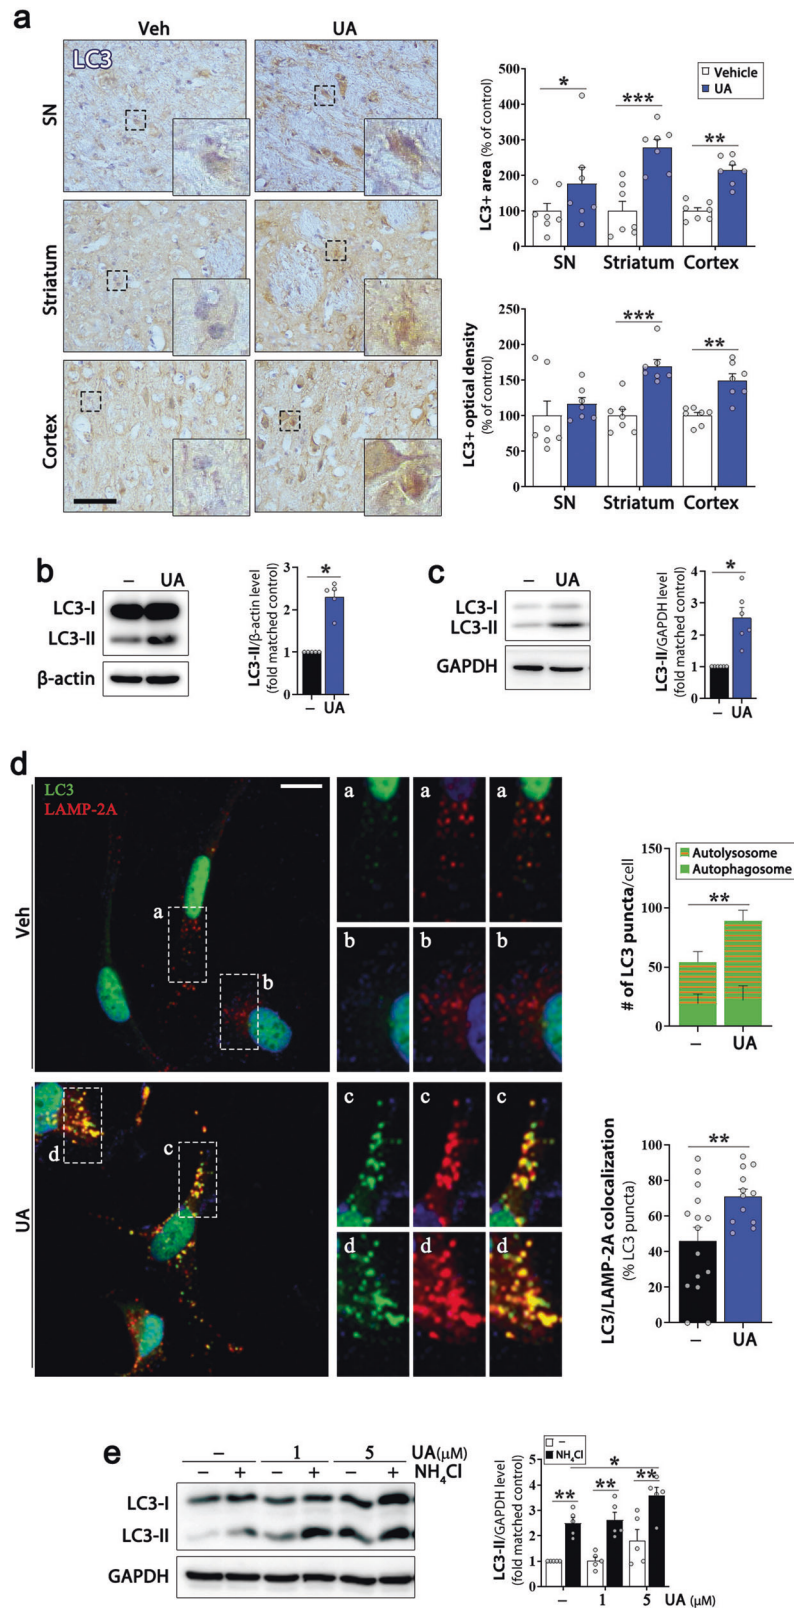 a
Veh
UA
LC3
SN
Striatum
Cortex
Vehicle
UA
LC3+ area (% of control)
500
400
300
200
100
0
*
***
**
SN
Striatum
Cortex
LC3+ optical density
(% of control)
250
200
150
100
50
0
***
**
SN
Striatum
Cortex
b
– UA
LC3-I
LC3-II
β-actin
LC3-II/β-actin level
(fold matched control)
3
2
1
0
*
–
UA
c
– UA
LC3-I
LC3-II
GAPDH
LC3-II/GAPDH level
(fold matched control)
5
4
3
2
1
0
*
–
UA
d
LC3
LAMP-2A
Veh
a
b
a a a
b b b
UA
d
c
c c c
d d d
Autolysosome
Autophagosome
# of LC3 puncta/cell
150
100
50
0
**
– UA
LC3/LAMP-2A colocalization
(% LC3 puncta)
100
80
60
40
20
0
**
– UA
e
– 1 5 UA(μM)
– + – + – + NH4Cl
LC3-I
LC3-II
GAPDH
–
NH4Cl
LC3-II/GAPDH level
(fold matched control)
5
4
3
2
1
0
*
**
**
**
– 1 5 UA (μM)